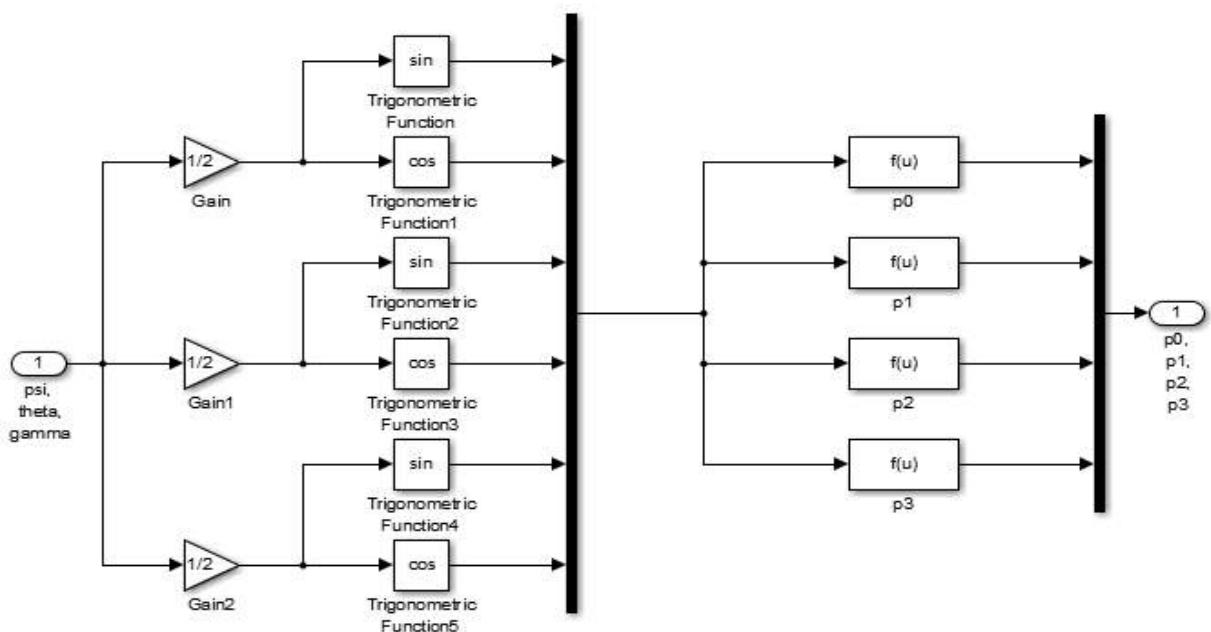 sin
Trigonometric
Function
1/2
Gain
cos
Trigonometric
Function1
sin
Trigonometric
Function2
1
psi,
theta,
gamma
1/2
Gain1
cos
Trigonometric
Function3
sin
Trigonometric
Function4
1/2
Gain2
cos
Trigonometric
Function5
f(u)
p0
f(u)
p1
f(u)
p2
f(u)
p3
1
p0,
p1,
p2,
p3